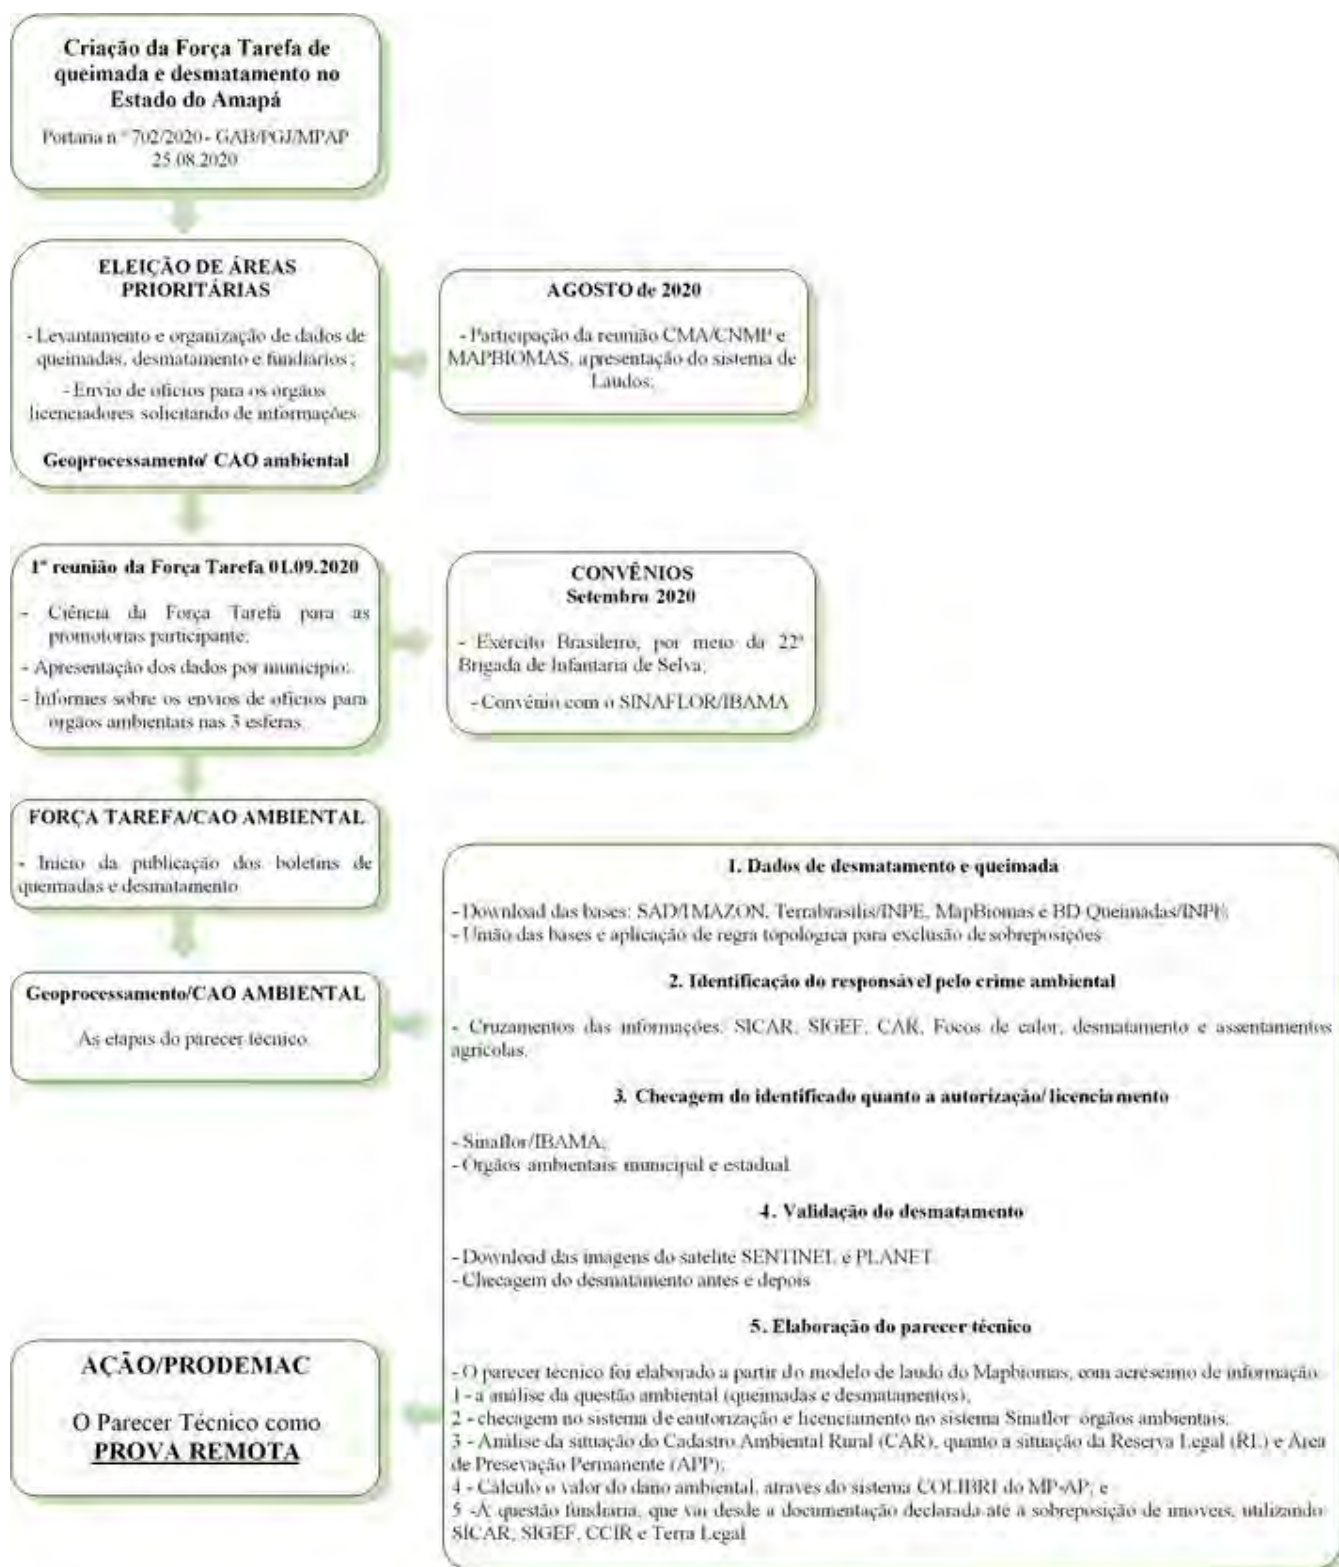 Criação da Força Tarefa de
queimada e desmatamento no
Estado do Amapá
Portaria n ° 702/2020 - GAB/PGJ/MPAP
25.08.2020
ELEIÇÃO DE ÁREAS
PRIORITÁRIAS
- Levantamento e organização de dados de
queimadas, desmatamento e fundiários ;
- Envio de ofícios para os órgãos
licenciadores solicitando de informações
Geoprocessamento/ CAO ambiental
AGOSTO de 2020
- Participação da reunião CMA/CNMP e
MAPBIOMAS, apresentação do sistema de
Laudos;
1ª reunião da Força Tarefa 01.09.2020
- Ciência da Força Tarefa para as
promotorias participante;
- Apresentação dos dados por município;
- Informes sobre os envios de ofícios para
órgãos ambientais nas 3 esferas.
CONVÊNIOS
Setembro 2020
- Exército Brasileiro, por meio da 22ª
Brigada de Infantaria de Selva;
- Convênio com o SINAFLOR/IBAMA
FORÇA TAREFA/CAO AMBIENTAL
- Início da publicação dos boletins de
queimadas e desmatamento
Geoprocessamento/CAO AMBIENTAL
As etapas do parecer técnico
1. Dados de desmatamento e queimada
- Download das bases: SAD/IMAZON, Terrabrasilis/INPE, MapBiomas e BD Queimadas/INPE;
- União das bases e aplicação de regra topológica para exclusão de sobreposições
2. Identificação do responsável pelo crime ambiental
- Cruzamentos das informações. SICAR, SIGEF, CAR, Focos de calor, desmatamento e assentamentos
agrícolas.
3. Checagem do identificado quanto a autorização/ licenciamento
- Sinaflor/IBAMA;
- Órgãos ambientais municipal e estadual
4. Validação do desmatamento
- Download das imagens do satélite SENTINEL e PLANET
- Checagem do desmatamento antes e depois
5. Elaboração do parecer técnico
- O parecer técnico foi elaborado a partir do modelo de laudo do Mapbiomas, com acréscimo de informação
1 - a análise da questão ambiental (queimadas e desmatamentos);
2 - checagem no sistema de eautorização e licenciamento no sistema Sinaflor órgãos ambientais;
3 - Análise da situação do Cadastro Ambiental Rural (CAR), quanto a situação da Reserva Legal (RL) e Área
de Presevação Permanente (APP);
4 - Cálculo o valor do dano ambiental, através do sistema COLIBRI do MP-AP; e
5 -A questão fundiária, que vai desde a documentação declarada até a sobreposição de imóveis, utilizando
SICAR, SIGEF, CCIR e Terra Legal
AÇÃO/PRODEMAC
O Parecer Técnico como
PROVA REMOTA